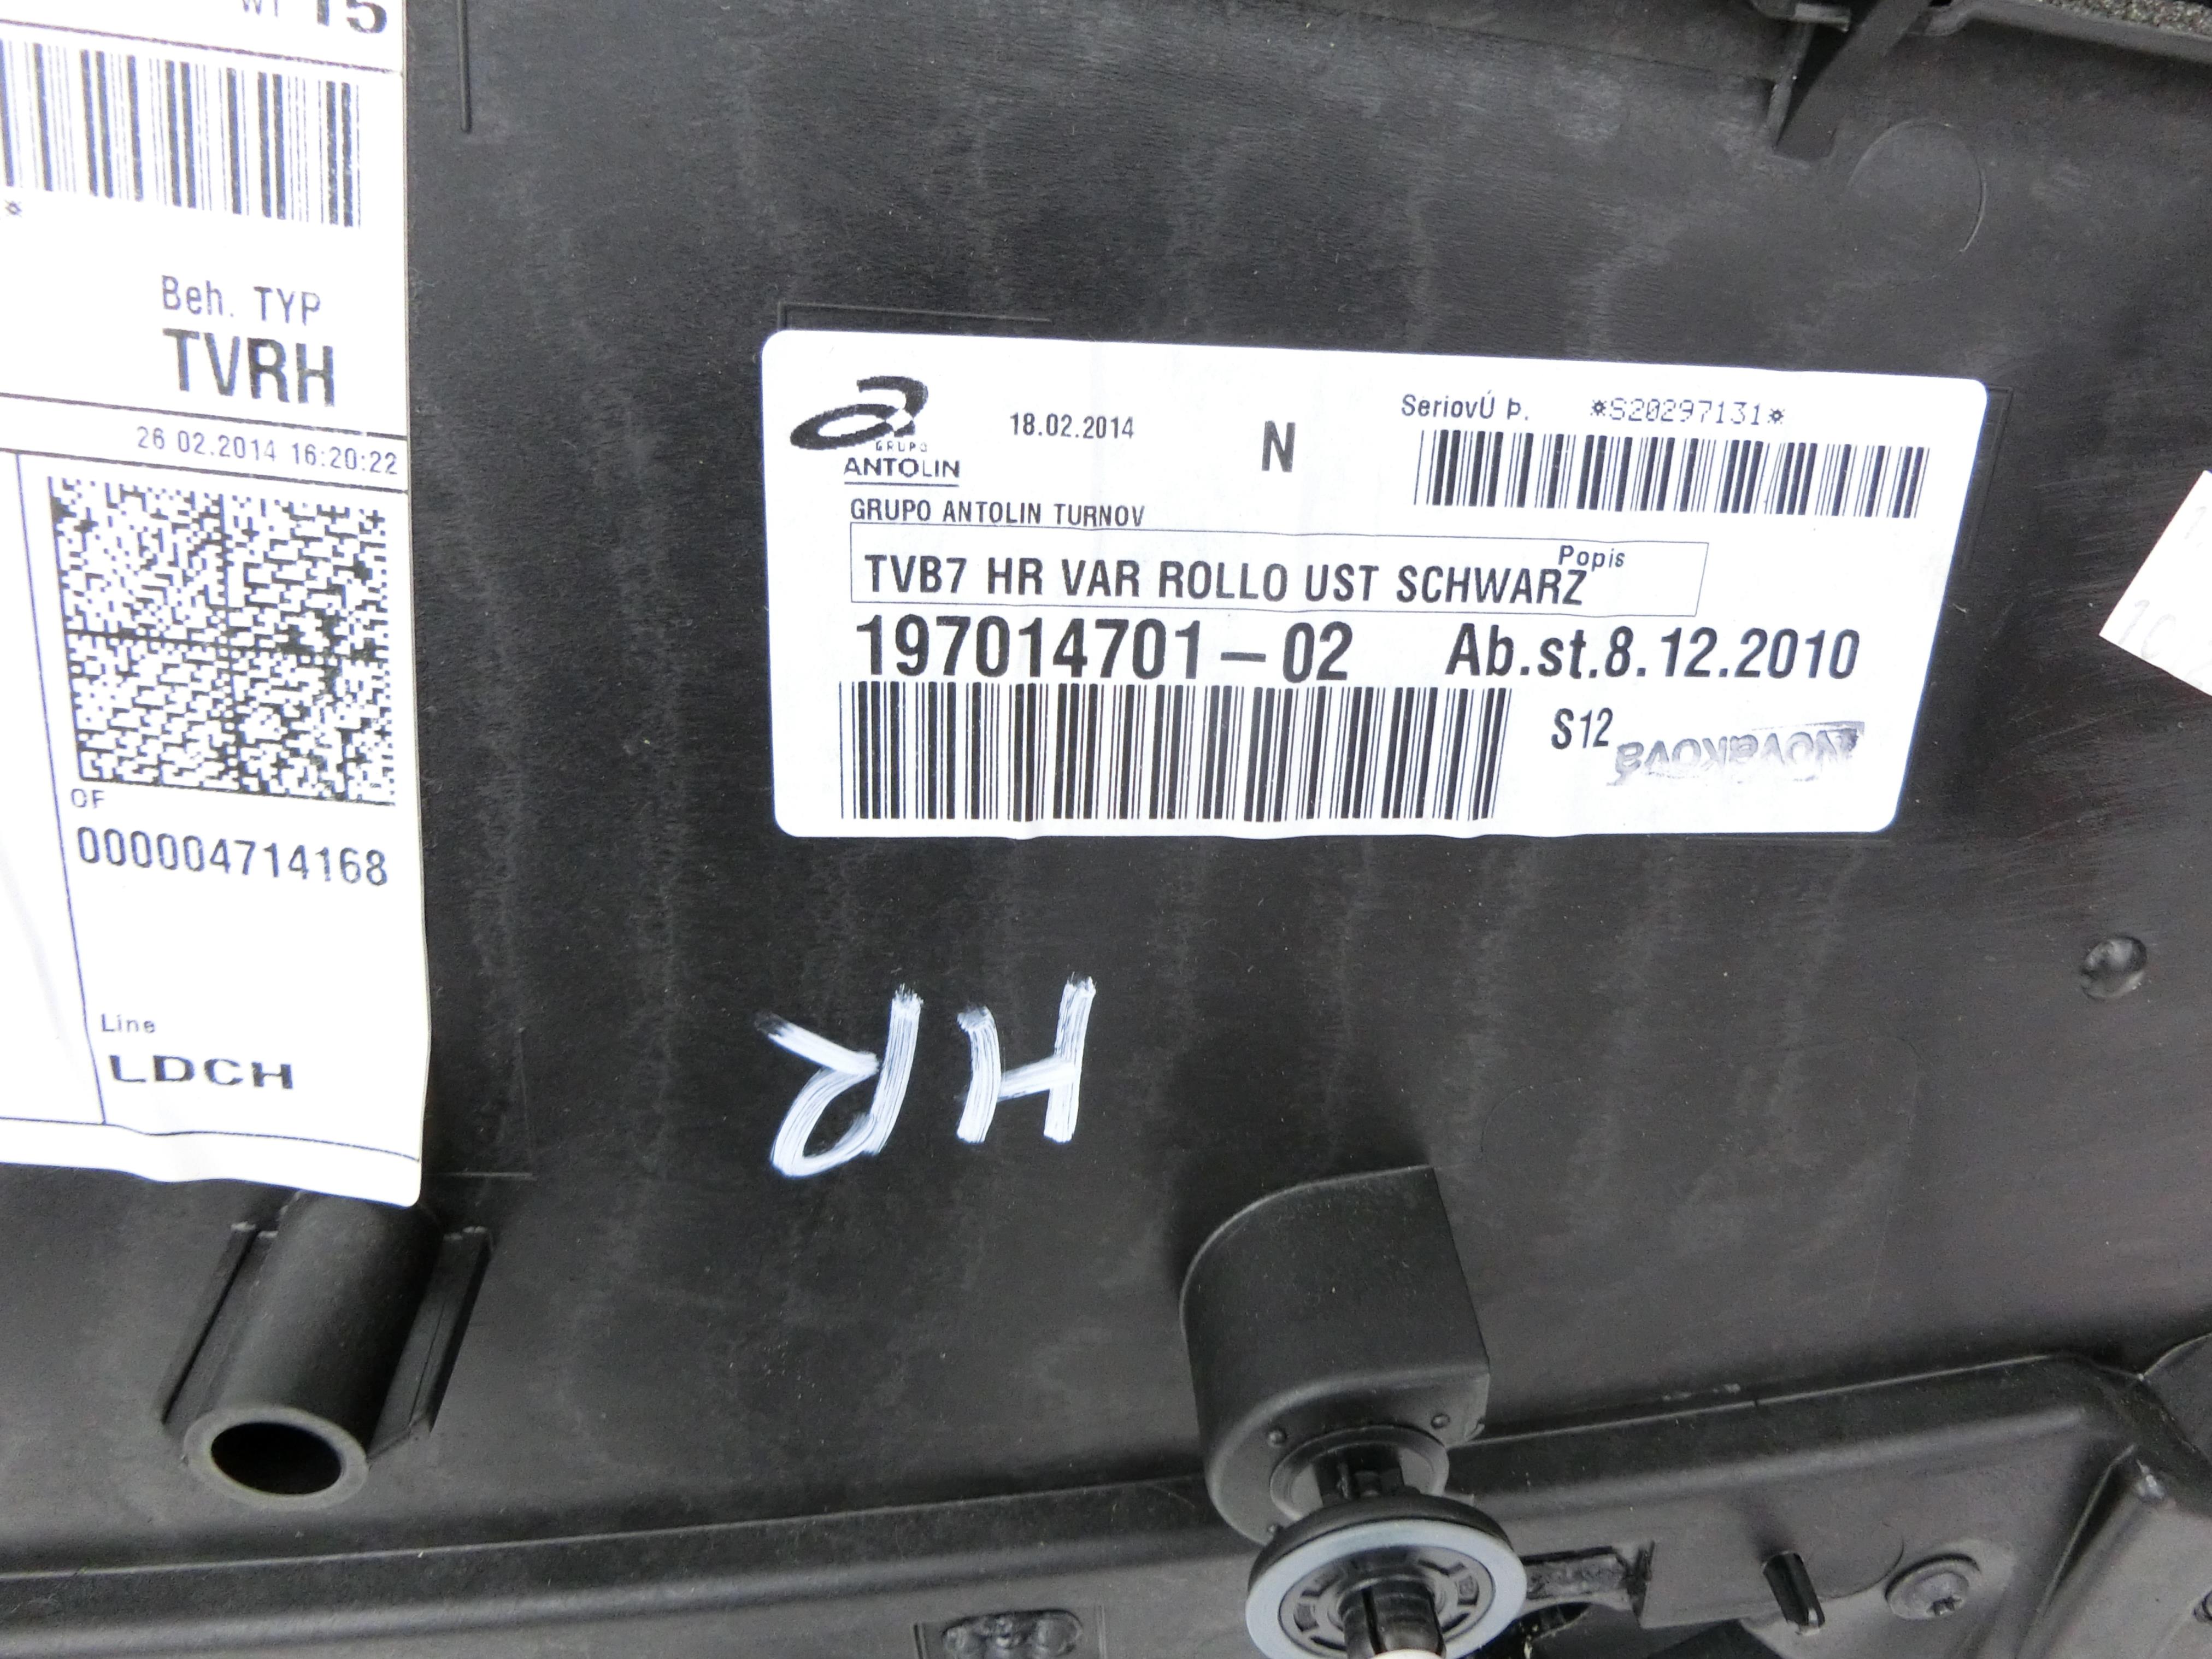 15
Beh. TYP
TVRH
26 02.2014 16:20:22
OF
000004714168
Line
LDCH
GRUPO
ANTOLIN
18.02.2014
N
SeriovÚ Þ. *S20297131*
GRUPO ANTOLIN TURNOV
Popis
TVB7 HR VAR ROLLO UST SCHWARZ
197014701-02 Ab.st.8.12.2010
S12
Nováková
HR